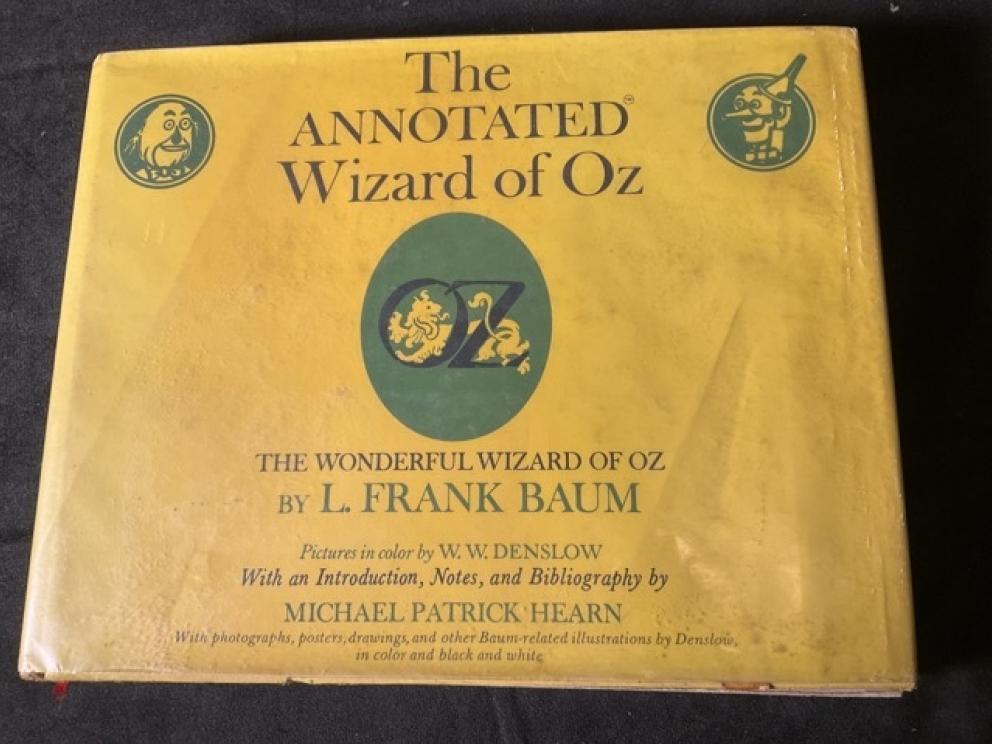 The
ANNOTATED™
Wizard of Oz
OZ
THE WONDERFUL WIZARD OF OZ
BY L. FRANK BAUM
Pictures in color by W. W. DENSLOW
With an Introduction, Notes, and Bibliography by
MICHAEL PATRICK HEARN
With photographs, posters, drawings, and other Baum-related illustrations by Denslow,
in color and black and white